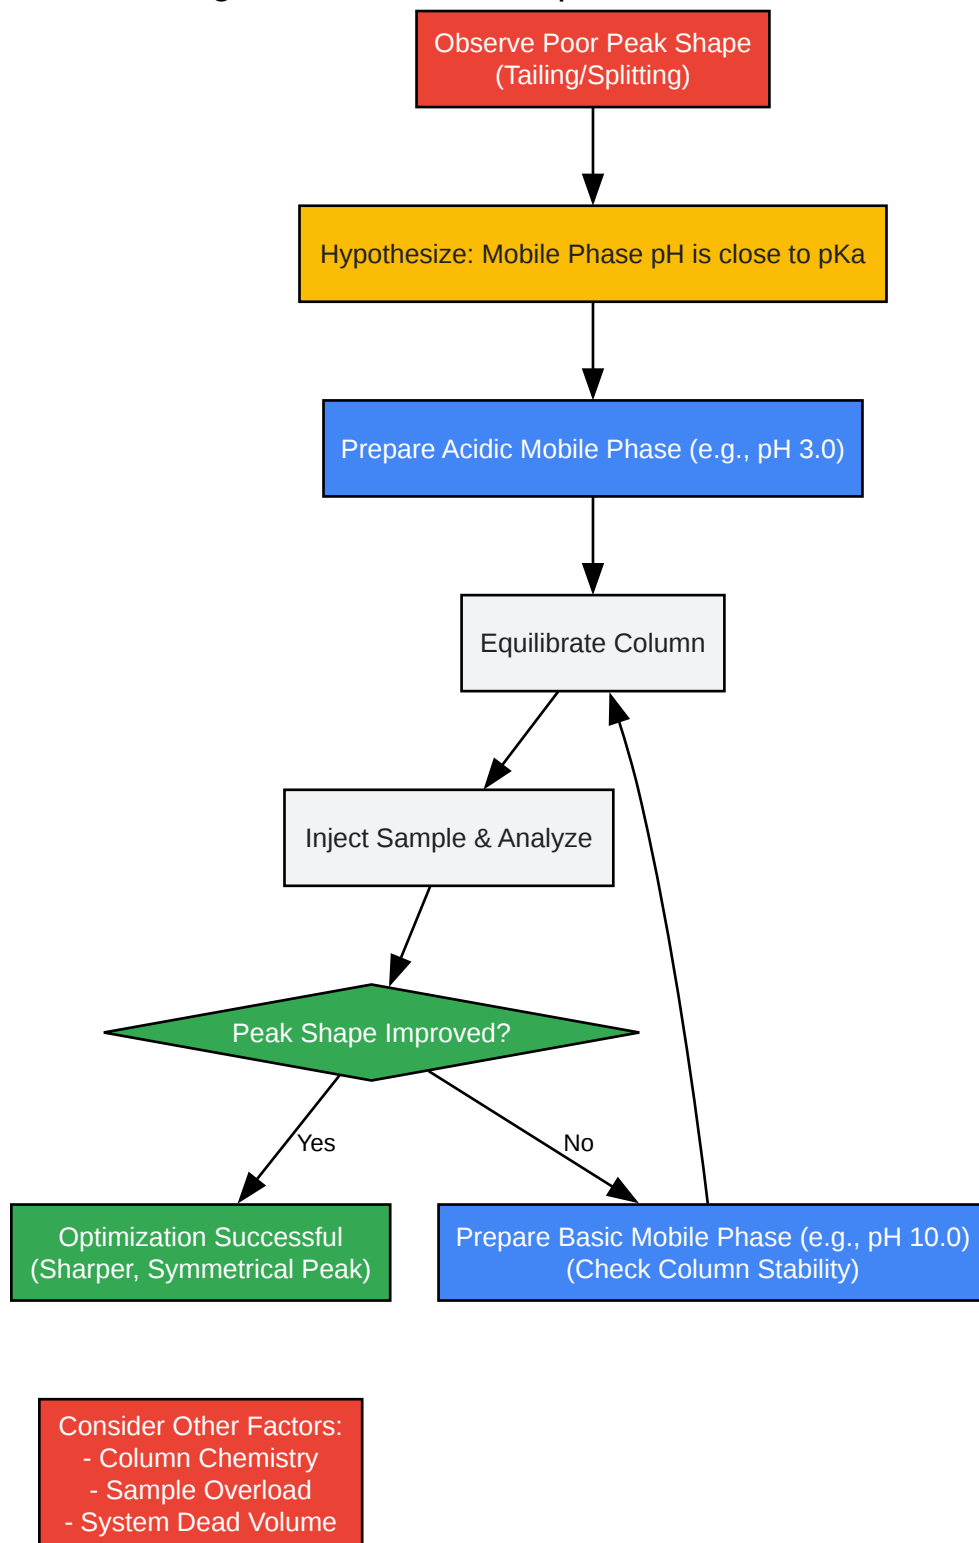 Observe Poor Peak Shape
(Tailing/Splitting)
Hypothesize: Mobile Phase pH is close to pKa
Prepare Acidic Mobile Phase (e.g., pH 3.0)
Equilibrate Column
Inject Sample & Analyze
Peak Shape Improved?
Yes
No
Optimization Successful
(Sharper, Symmetrical Peak)
Prepare Basic Mobile Phase (e.g., pH 10.0)
(Check Column Stability)
Consider Other Factors:
- Column Chemistry
- Sample Overload
- System Dead Volume